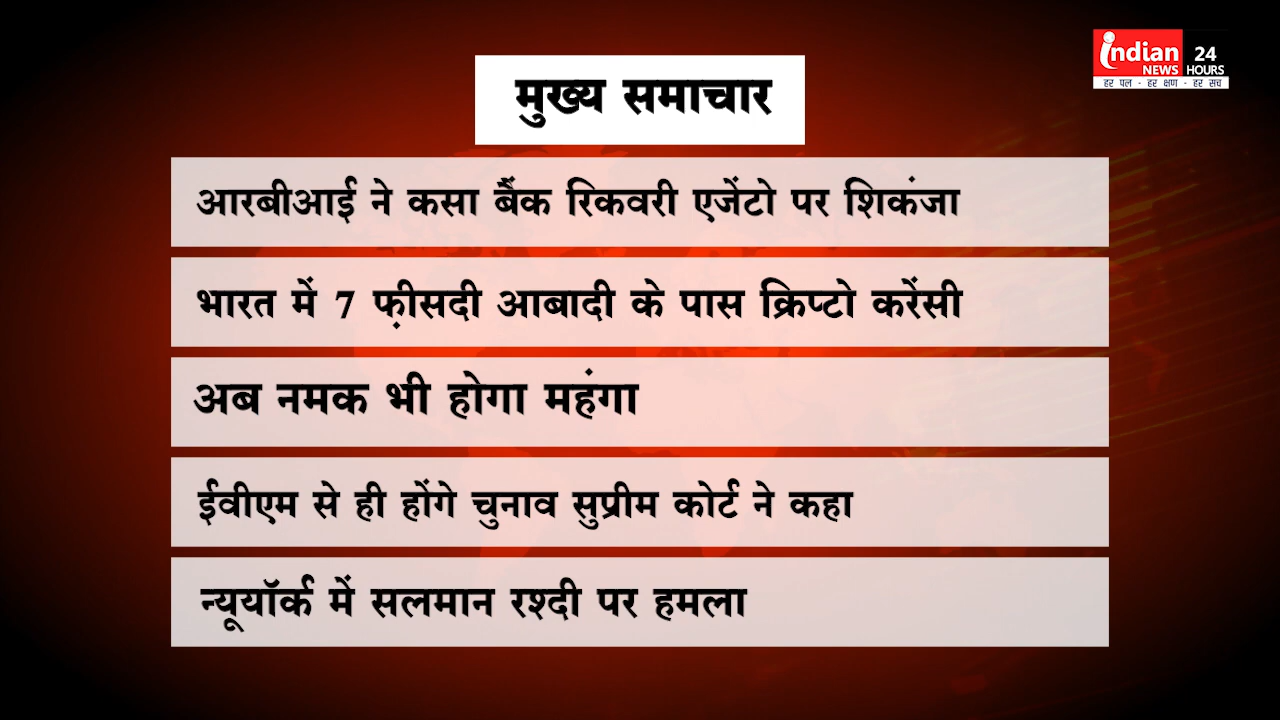 indian
NEWS
24
HOURS
हर पल - हर क्षण - हर सच
मुख्य समाचार
आरबीआई ने कसा बैंक रिकवरी एजेंटो पर शिकंजा
भारत में 7 फ़ीसदी आबादी के पास क्रिप्टो करेंसी
अब नमक भी होगा महंगा
ईवीएम से ही होंगे चुनाव सुप्रीम कोर्ट ने कहा
न्यूयॉर्क में सलमान रश्दी पर हमला